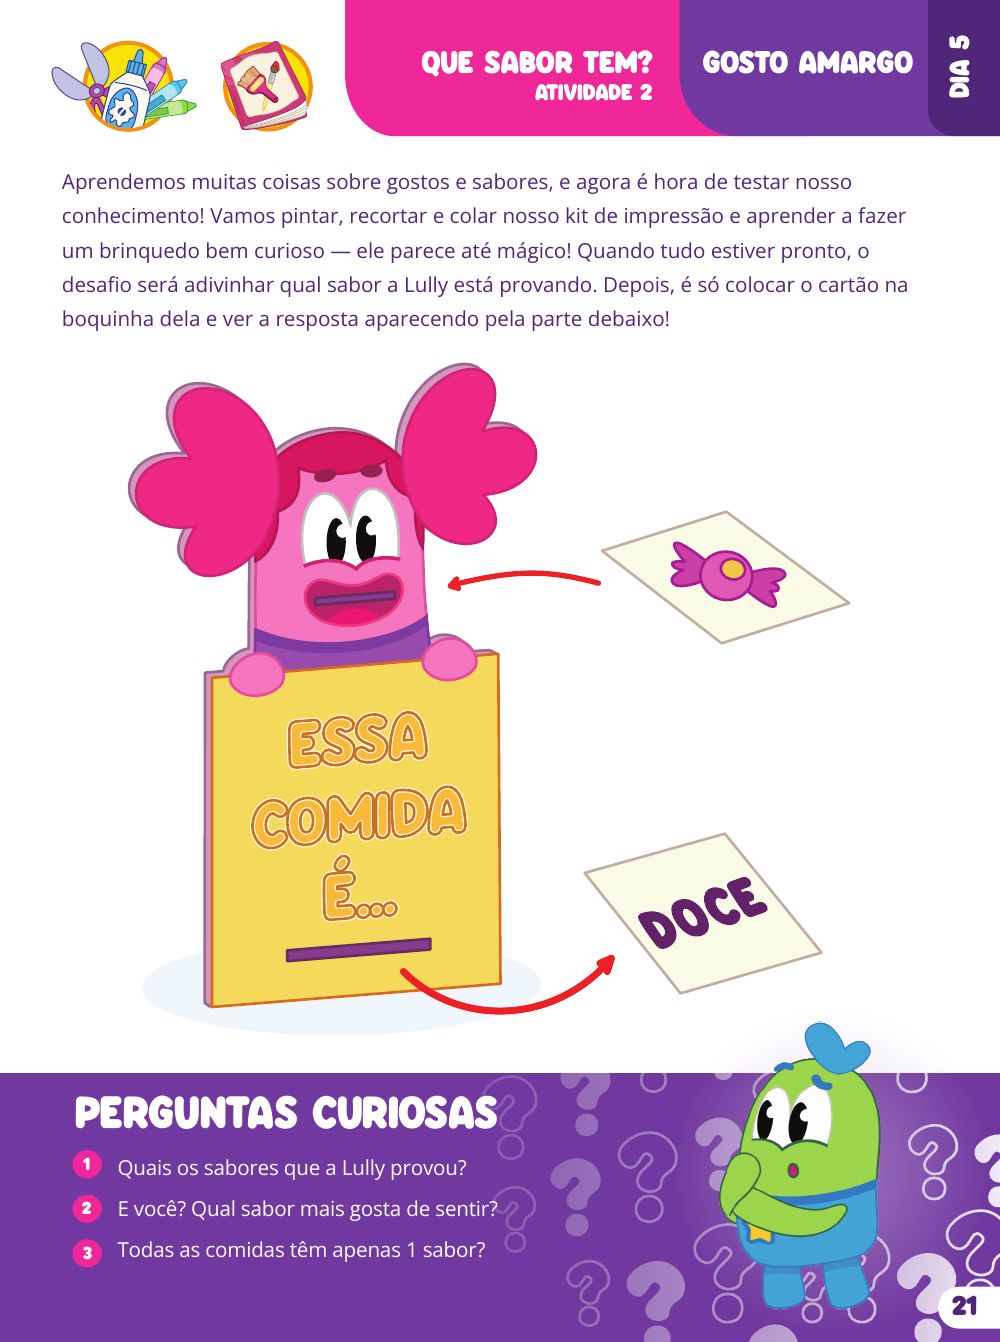 QUE SABOR TEM?
ATIVIDADE 2
GOSTO AMARGO
DIA 5
Aprendemos muitas coisas sobre gostos e sabores, e agora é hora de testar nosso
conhecimento! Vamos pintar, recortar e colar nosso kit de impressão e aprender a fazer
um brinquedo bem curioso — ele parece até mágico! Quando tudo estiver pronto, o
desafio será adivinhar qual sabor a Lully está provando. Depois, é só colocar o cartão na
boquinha dela e ver a resposta aparecendo pela parte debaixo!
ESSA
COMIDA
É...
DOCE
PERGUNTAS CURIOSAS
1 Quais os sabores que a Lully provou?
2 E você? Qual sabor mais gosta de sentir?
3 Todas as comidas têm apenas 1 sabor?
21